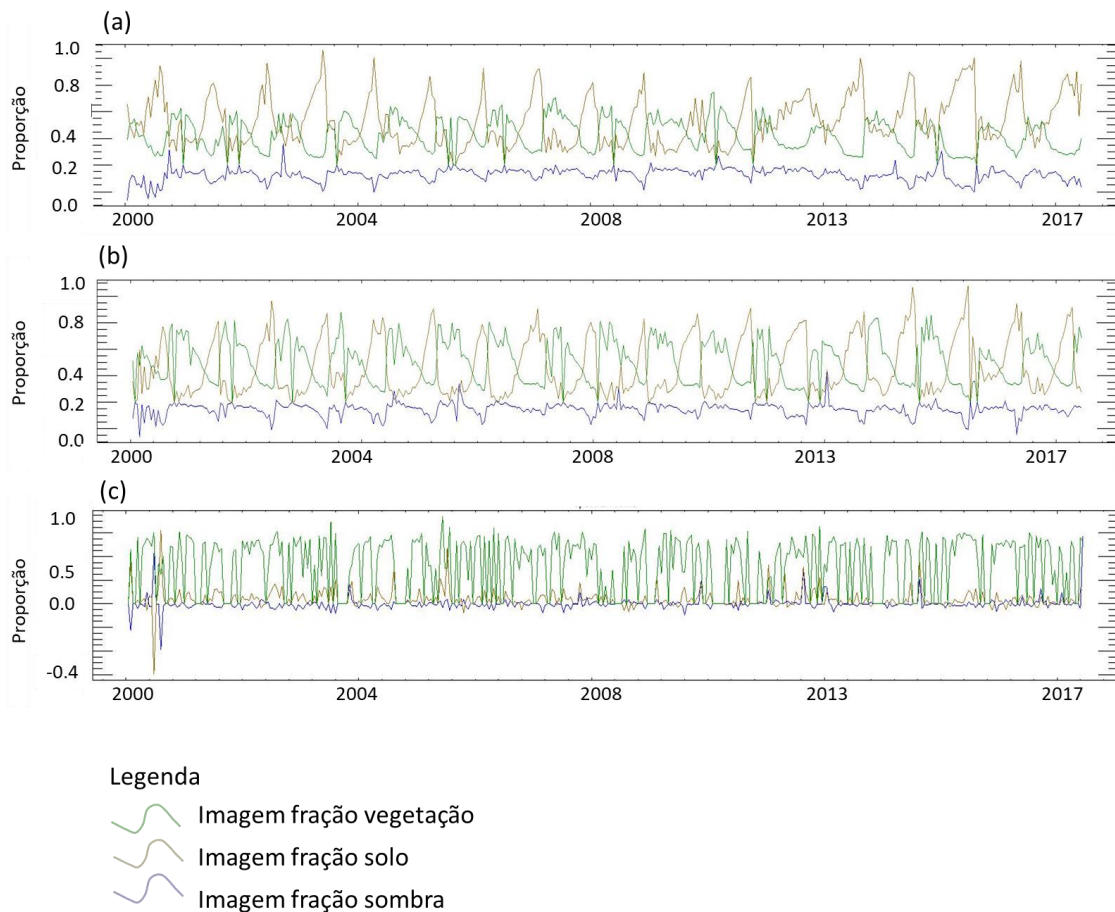 (a)
Proporção
1.0
0.8
0.4
0.2
0.0
2000 2004 2008 2013 2017
(b)
Proporção
1.0
0.8
0.4
0.2
0.0
2000 2004 2008 2013 2017
(c)
Proporção
1.0
0.5
0.0
-0.4
2000 2004 2008 2013 2017
Legenda
Imagem fração vegetação
Imagem fração solo
Imagem fração sombra